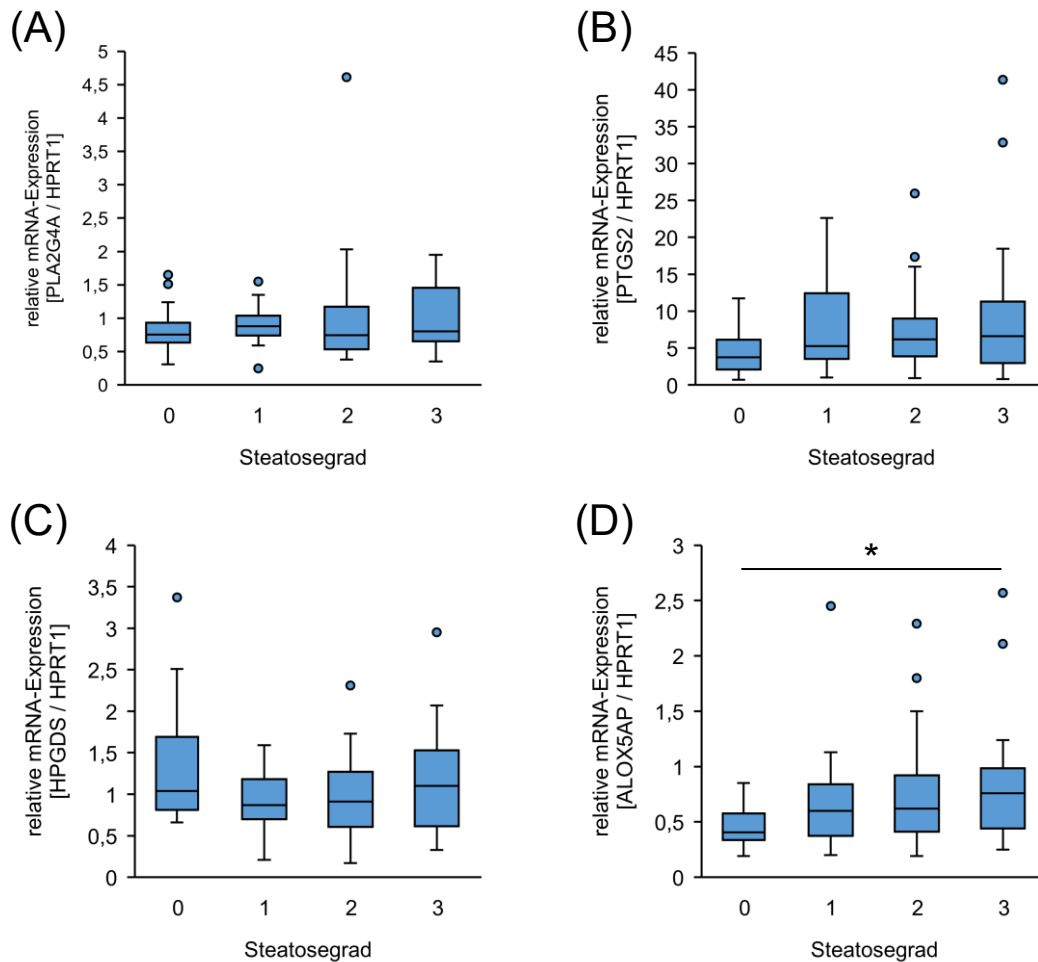 (A)
relative mRNA-Expression
[PLA2G4A / HPRT1]
5
4,5
4
3,5
3
2,5
2
1,5
1
0,5
0
0 1 2 3
Steatosegrad
(B)
relative mRNA-Expression
[PTGS2 / HPRT1]
45
40
35
30
25
20
15
10
5
0
0 1 2 3
Steatosegrad
(C)
relative mRNA-Expression
[HPGDS / HPRT1]
4
3,5
3
2,5
2
1,5
1
0,5
0
0 1 2 3
Steatosegrad
(D)
relative mRNA-Expression
[ALOX5AP / HPRT1]
3
2,5
2
1,5
1
0,5
0
*
0 1 2 3
Steatosegrad